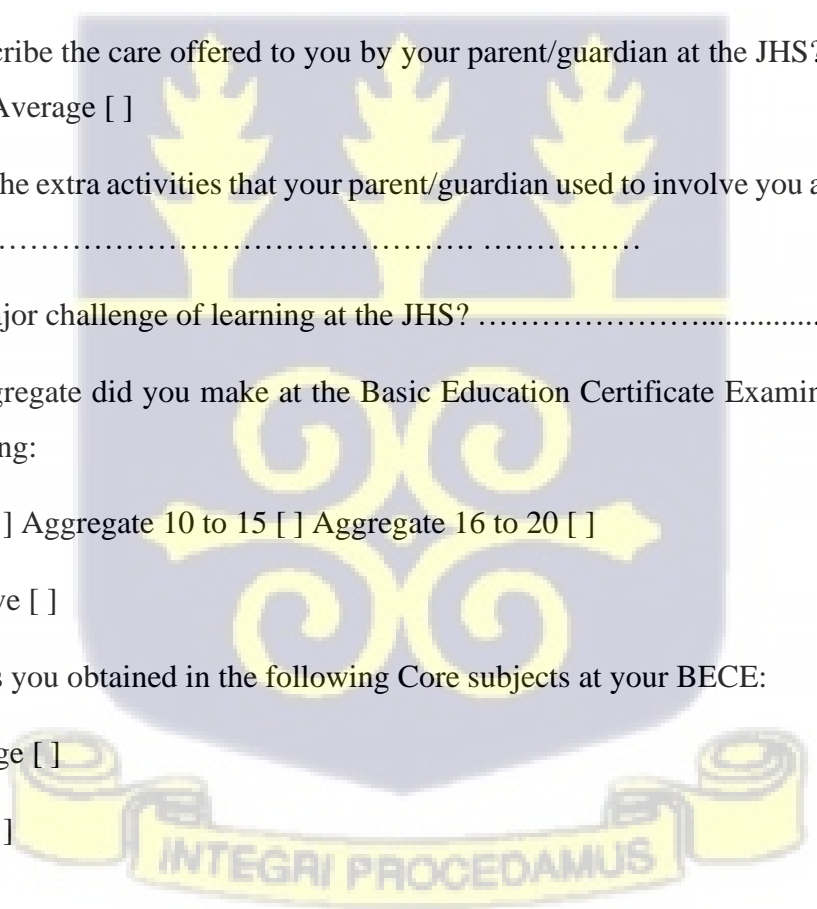 cribe the care offered to you by your parent/guardian at the JHS?
Average [ ]
he extra activities that your parent/guardian used to involve you a
…………………………………………. ……………
jor challenge of learning at the JHS? …………………...............
gregate did you make at the Basic Education Certificate Examin
ng:
] Aggregate 10 to 15 [ ] Aggregate 16 to 20 [ ]
ve [ ]
s you obtained in the following Core subjects at your BECE:
ge [ ]
]
INTEGRI PROCEDAMUS